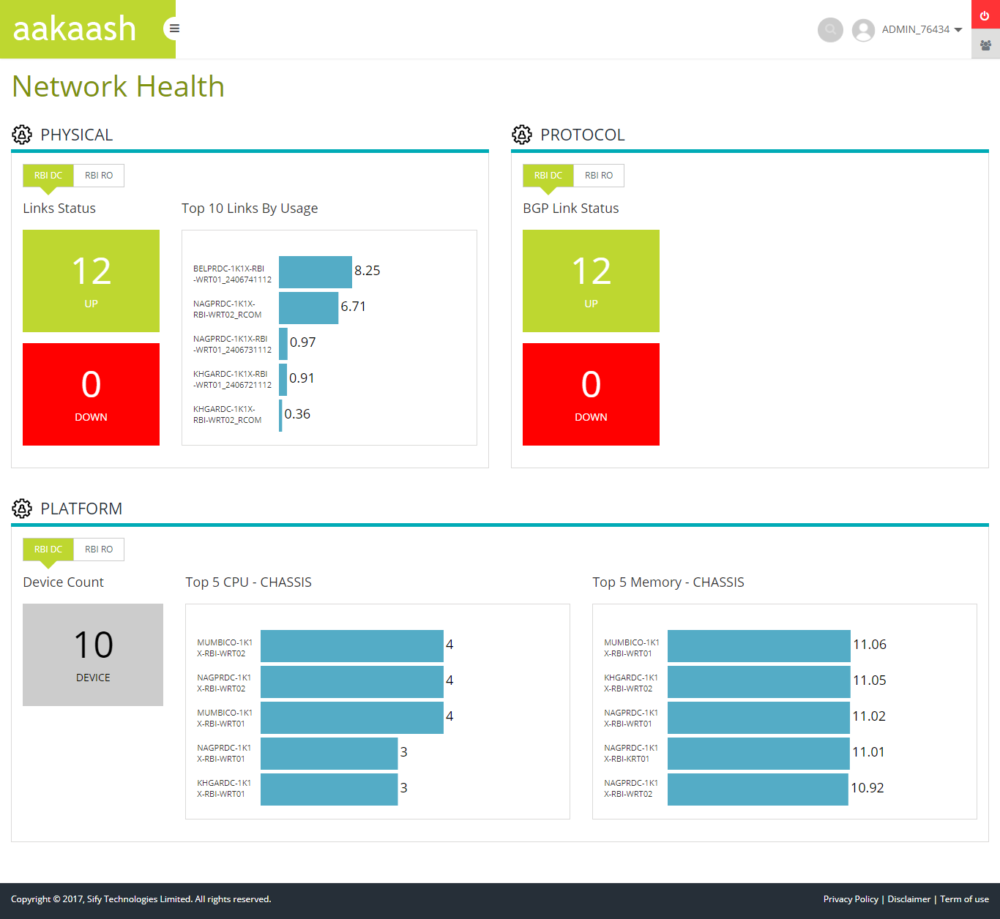 aakaash
ADMIN_76434
Network Health
PHYSICAL
RBI DC
RBI RO
Links Status
12
UP
0
DOWN
Top 10 Links By Usage
BELPRDC-1K1X-RBI
-WRT01_2406741112
8.25
NAGPRDC-1K1X-
RBI-WRT02_RCOM
6.71
NAGPRDC-1K1X-RBI
-WRT01_2406731112
0.97
KHGARDC-1K1X-RBI
-WRT01_2406721112
0.91
KHGARDC-1K1X-
RBI-WRT02_RCOM
0.36
PROTOCOL
RBI DC
RBI RO
BGP Link Status
12
UP
0
DOWN
PLATFORM
RBI DC
RBI RO
Device Count
10
DEVICE
Top 5 CPU - CHASSIS
MUMBICO-1K1
X-RBI-WRT02
4
NAGPRDC-1K1
X-RBI-WRT02
4
MUMBICO-1K1
X-RBI-WRT01
4
NAGPRDC-1K1
X-RBI-WRT01
3
KHGARDC-1K1
X-RBI-WRT01
3
Top 5 Memory - CHASSIS
MUMBICO-1K1
X-RBI-WRT01
11.06
KHGARDC-1K1
X-RBI-WRT02
11.05
NAGPRDC-1K1
X-RBI-WRT01
11.02
NAGPRDC-1K1
X-RBI-KRT01
11.01
NAGPRDC-1K1
X-RBI-WRT02
10.92
Copyright © 2017, Sify Technologies Limited. All rights reserved.
Privacy Policy | Disclaimer | Term of use